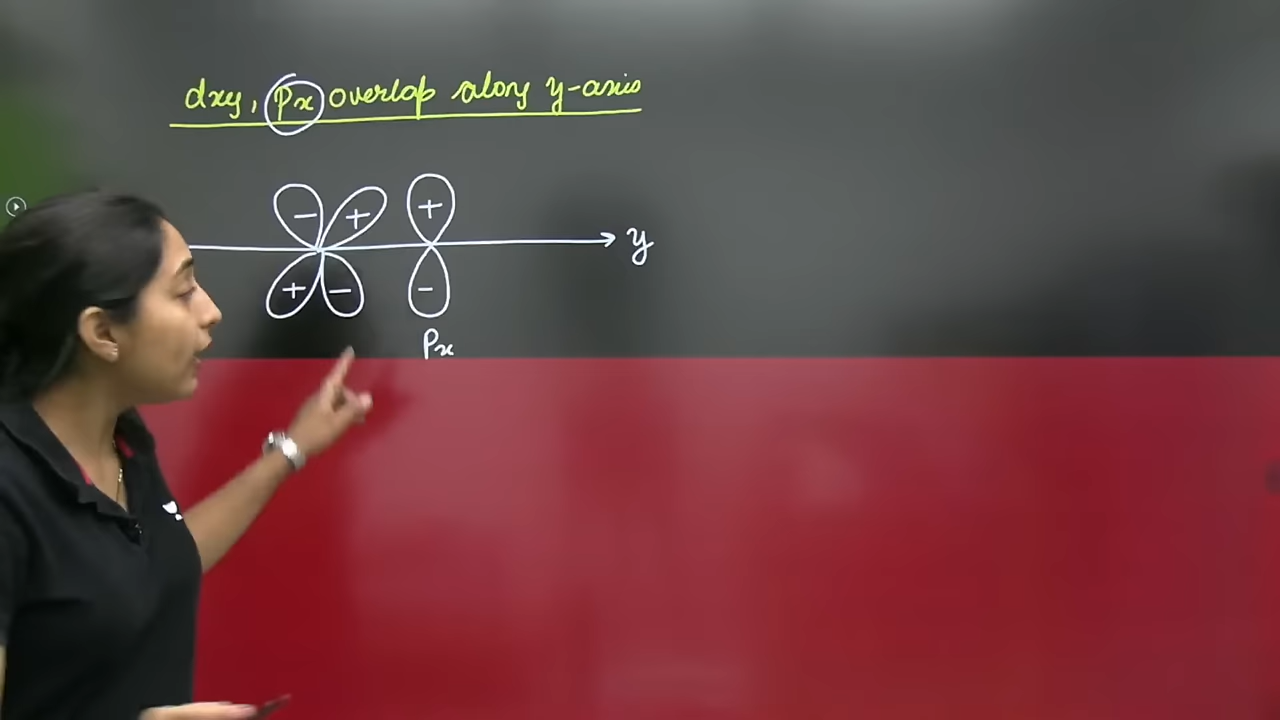 dxy, Px overlap along y-axis
- + +
y
+ - -
Px